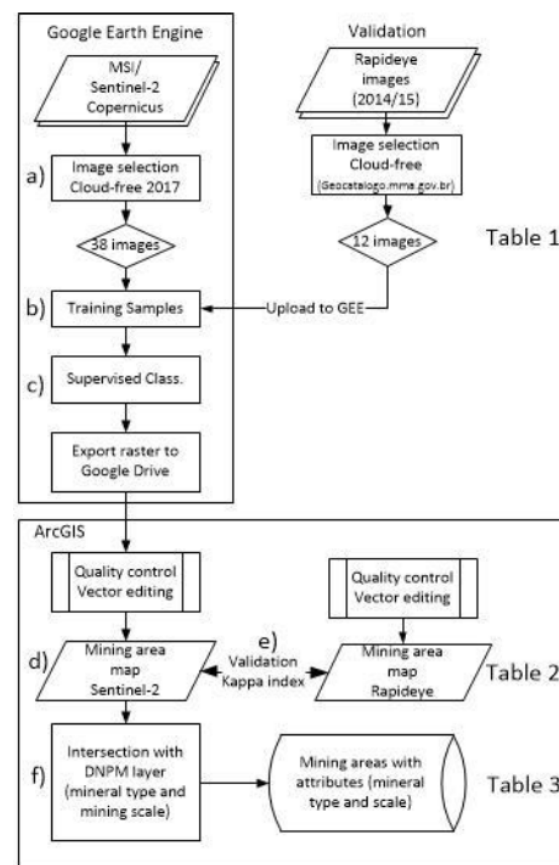 Google Earth Engine
MSI/
Sentinel-2
Copernicus
a)
Image selection
Cloud-free 2017
38 images
b)
Training Samples
c)
Supervised Class.
Export raster to
Google Drive
Validation
Rapideye
images
(2014/15)
Image selection
Cloud-free
(Geocatalogo.mma.gov.br)
12 images
Upload to GEE
Table 1
ArcGIS
Quality control
Vector editing
d)
Mining area
map
Sentinel-2
e)
Validation
Kappa index
Quality control
Vector editing
Mining area
map
Rapideye
Table 2
f)
Intersection with
DNPM layer
(mineral type and
mining scale)
Mining areas with
attributes (mineral
type and scale)
Table 3